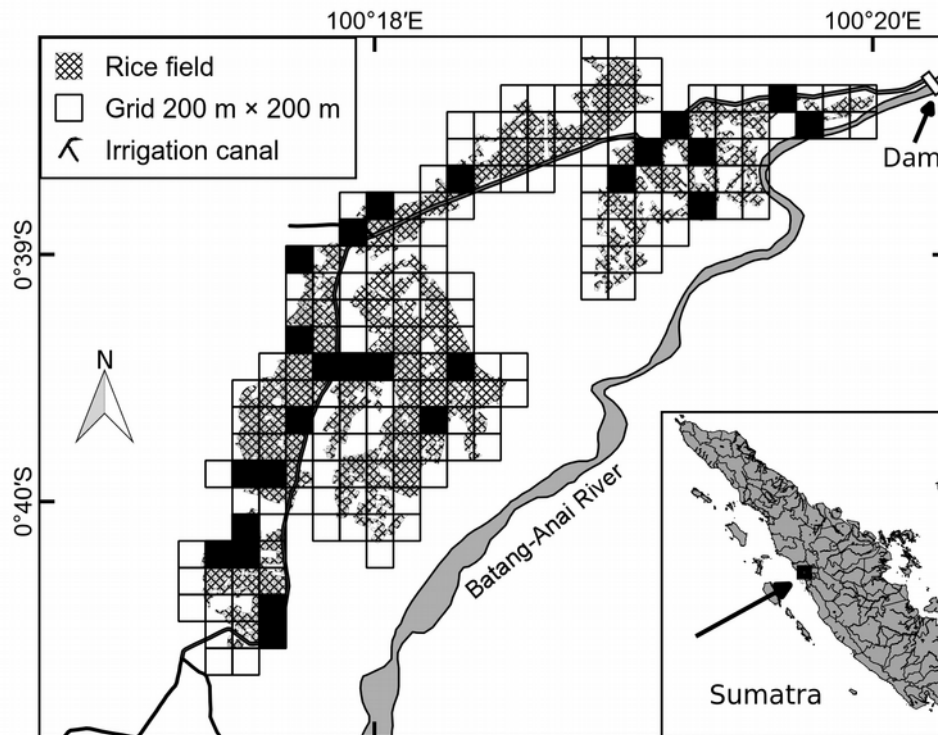 100°18′E
100°20′E
Rice field
Grid 200 m × 200 m
Irrigation canal
Dam
0°39′S
N
0°40′S
Batang-Anai River
Sumatra